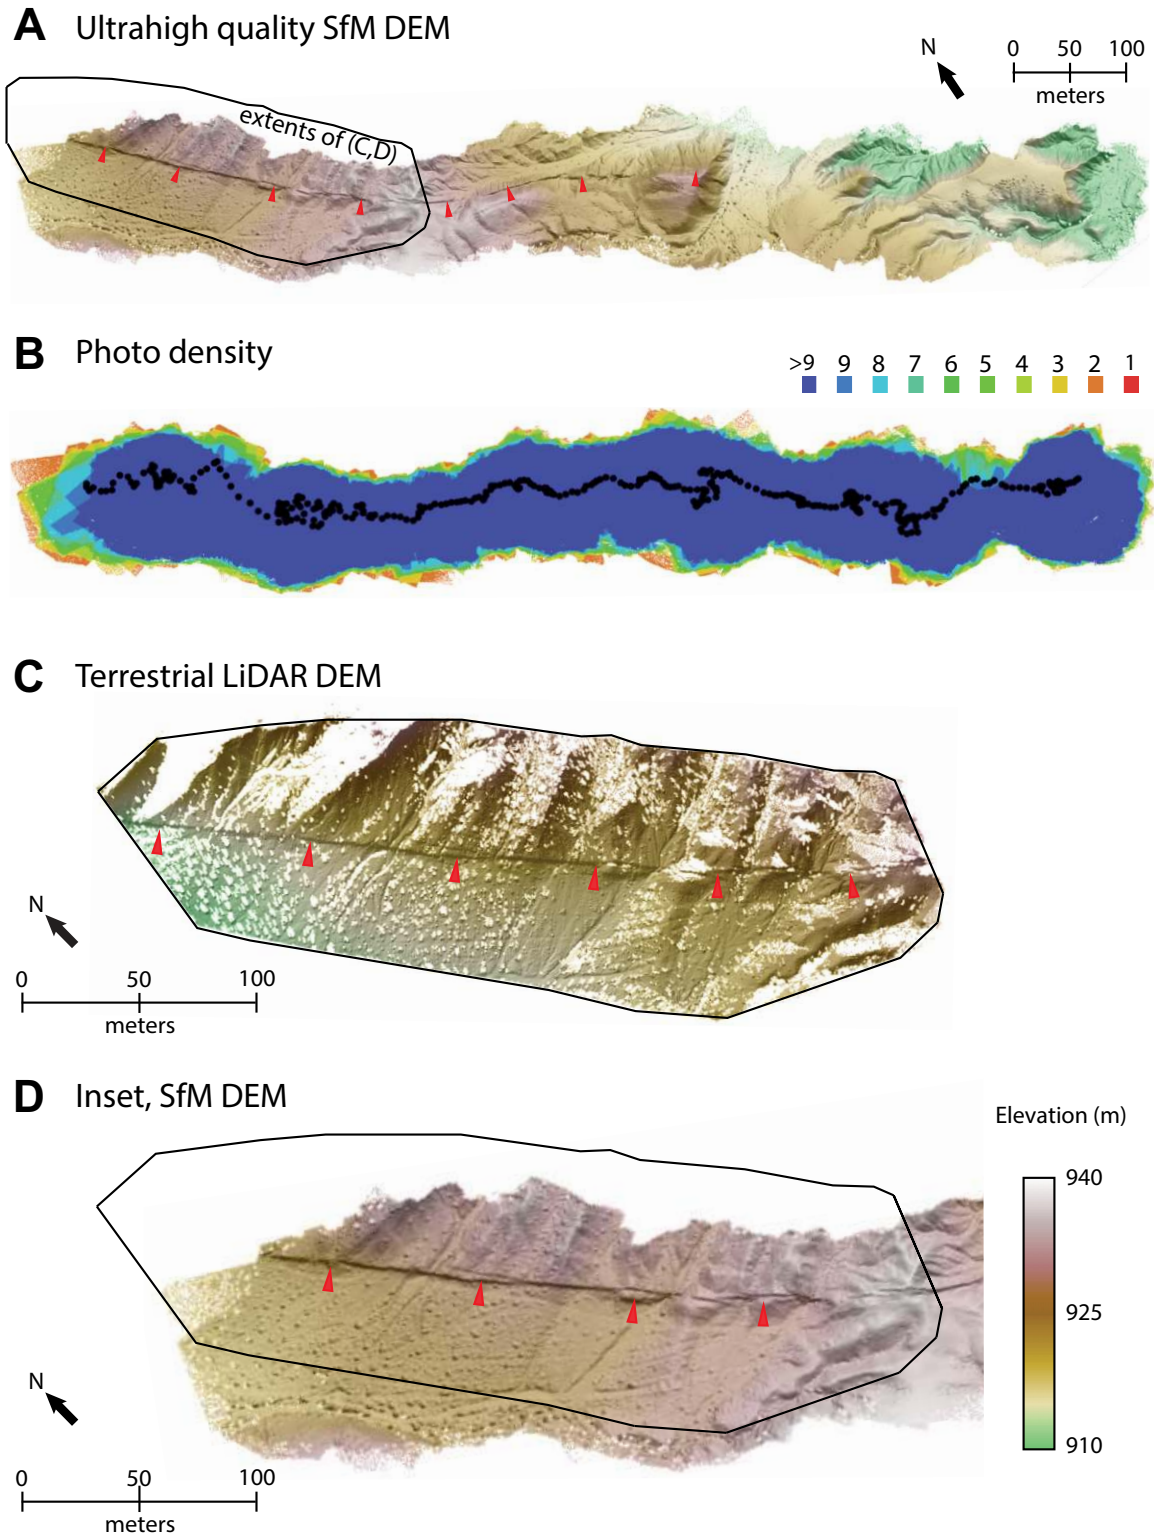 A Ultrahigh quality SfM DEM
N
0 50 100
meters
extents of (C,D)
B Photo density
>9 9 8 7 6 5 4 3 2 1
C Terrestrial LiDAR DEM
N
0 50 100
meters
D Inset, SfM DEM
Elevation (m)
940
925
910
N
0 50 100
meters